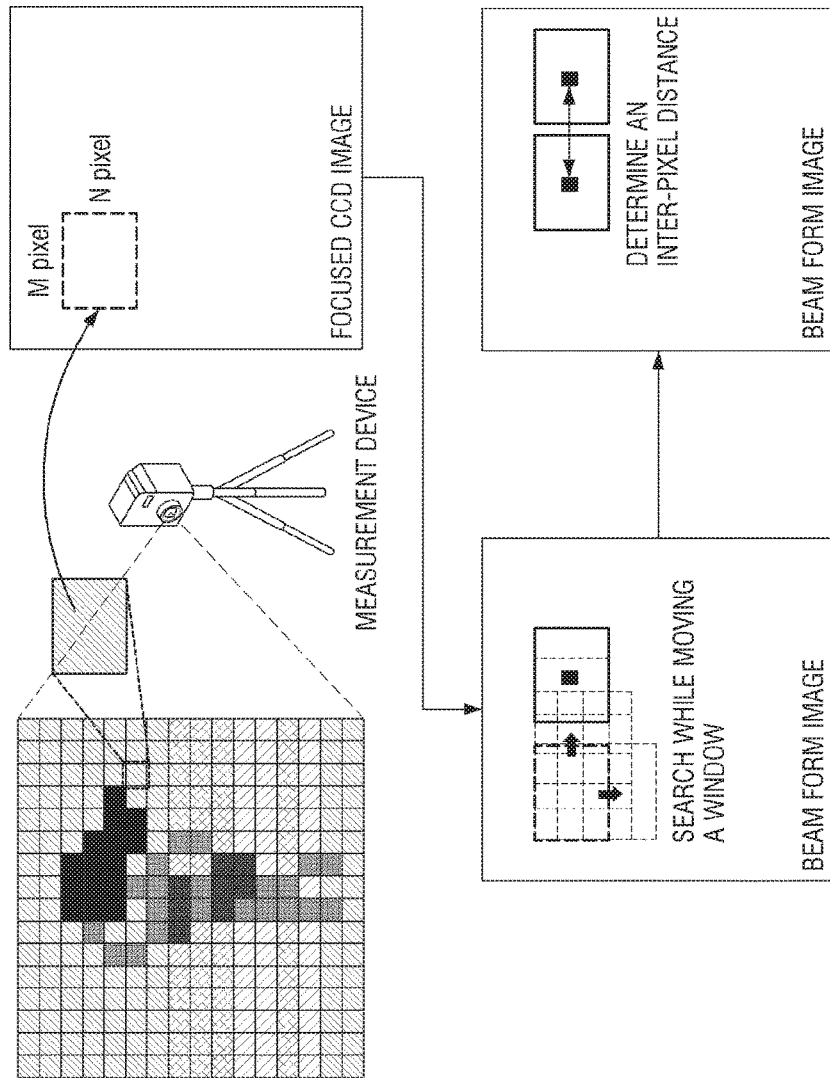 M pixel
N pixel
FOCUSED CCD IMAGE
MEASUREMENT DEVICE
SEARCH WHILE MOVING
A WINDOW
BEAM FORM IMAGE
DETERMINE AN
INTER-PIXEL DISTANCE
BEAM FORM IMAGE